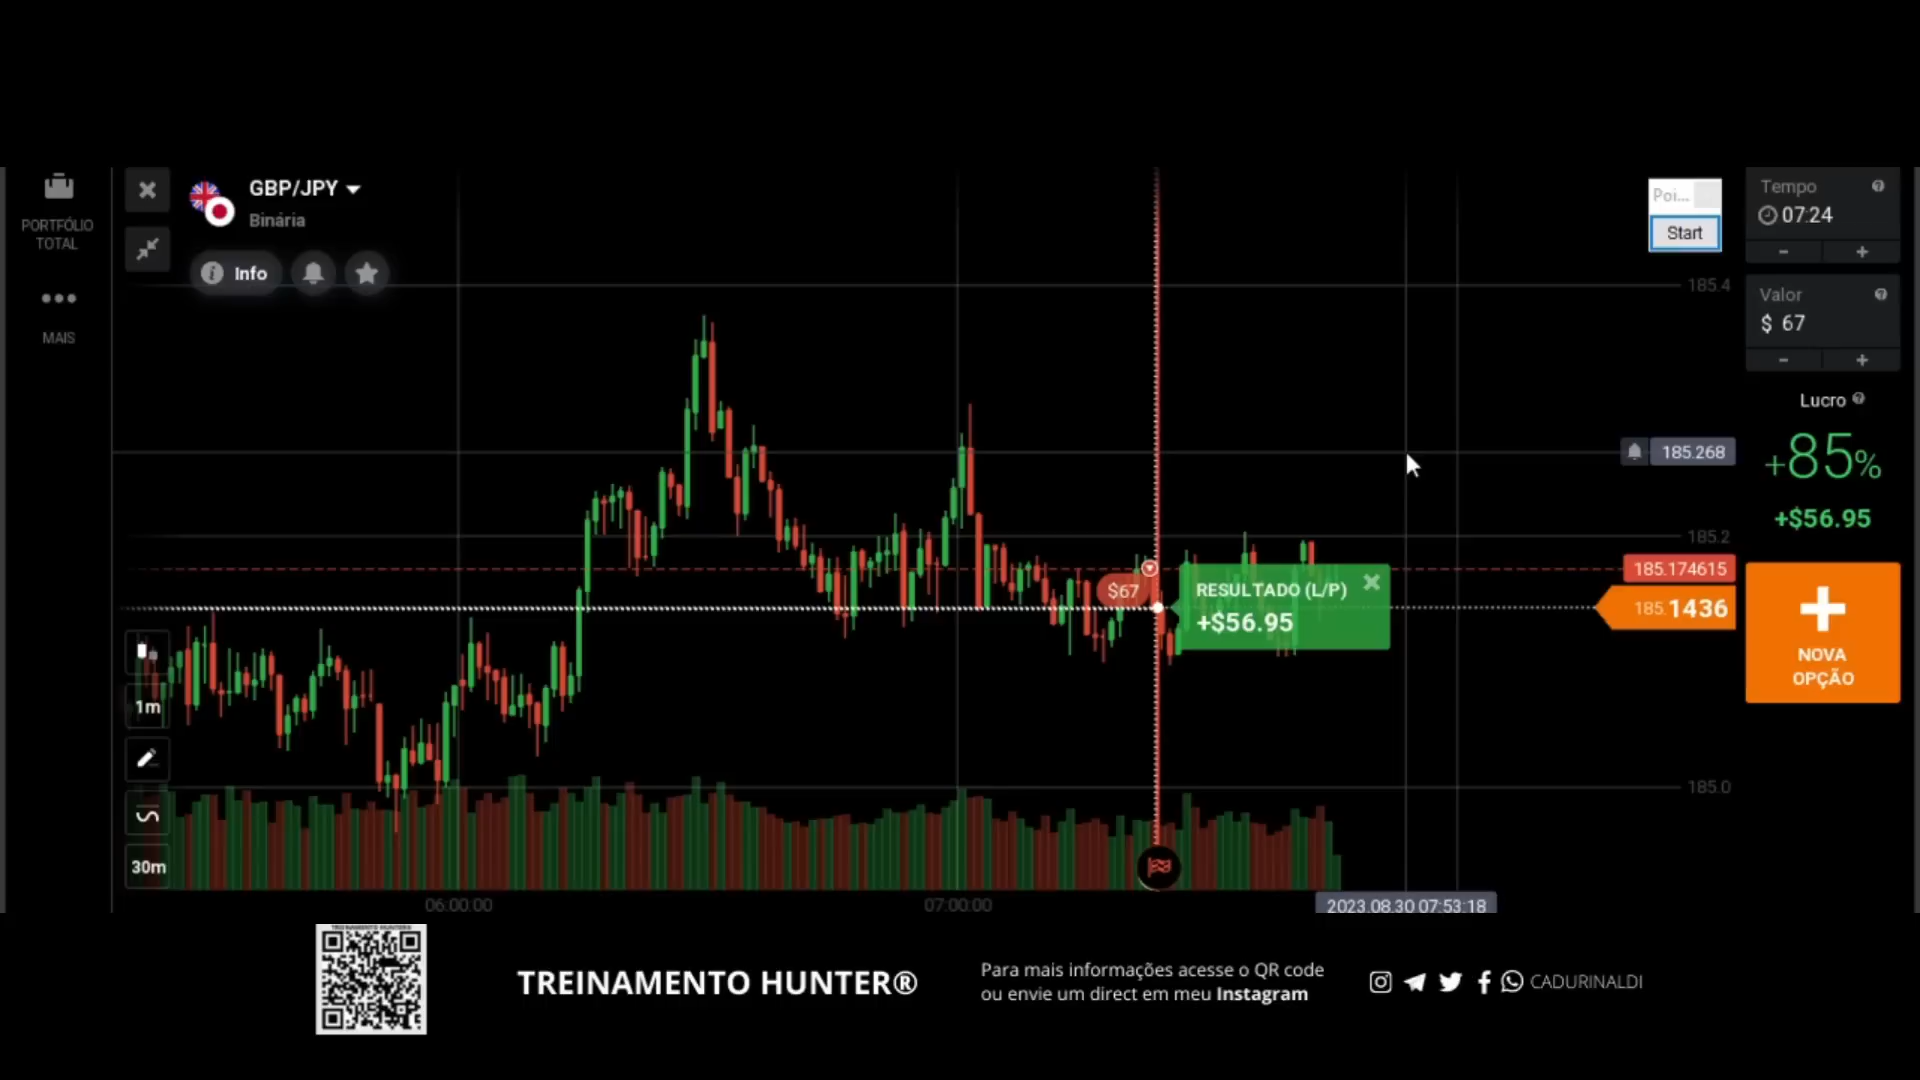 PORTFÓLIO
TOTAL
MAIS
GBP/JPY
Binária
Info
Poi...
Start
Tempo
07:24
Valor
$ 67
Lucro
+85%
+$56.95
NOVA
OPÇÃO
185.4
185.268
185.2
185.174615
185.1436
185.0
$67
RESULTADO (L/P)
+$56.95
1m
30m
06:00:00
07:00:00
2023.08.30 07:53:18
TREINAMENTO HUNTER
TREINAMENTO HUNTER®
Para mais informações acesse o QR code
ou envie um direct em meu Instagram
CADURINALDI